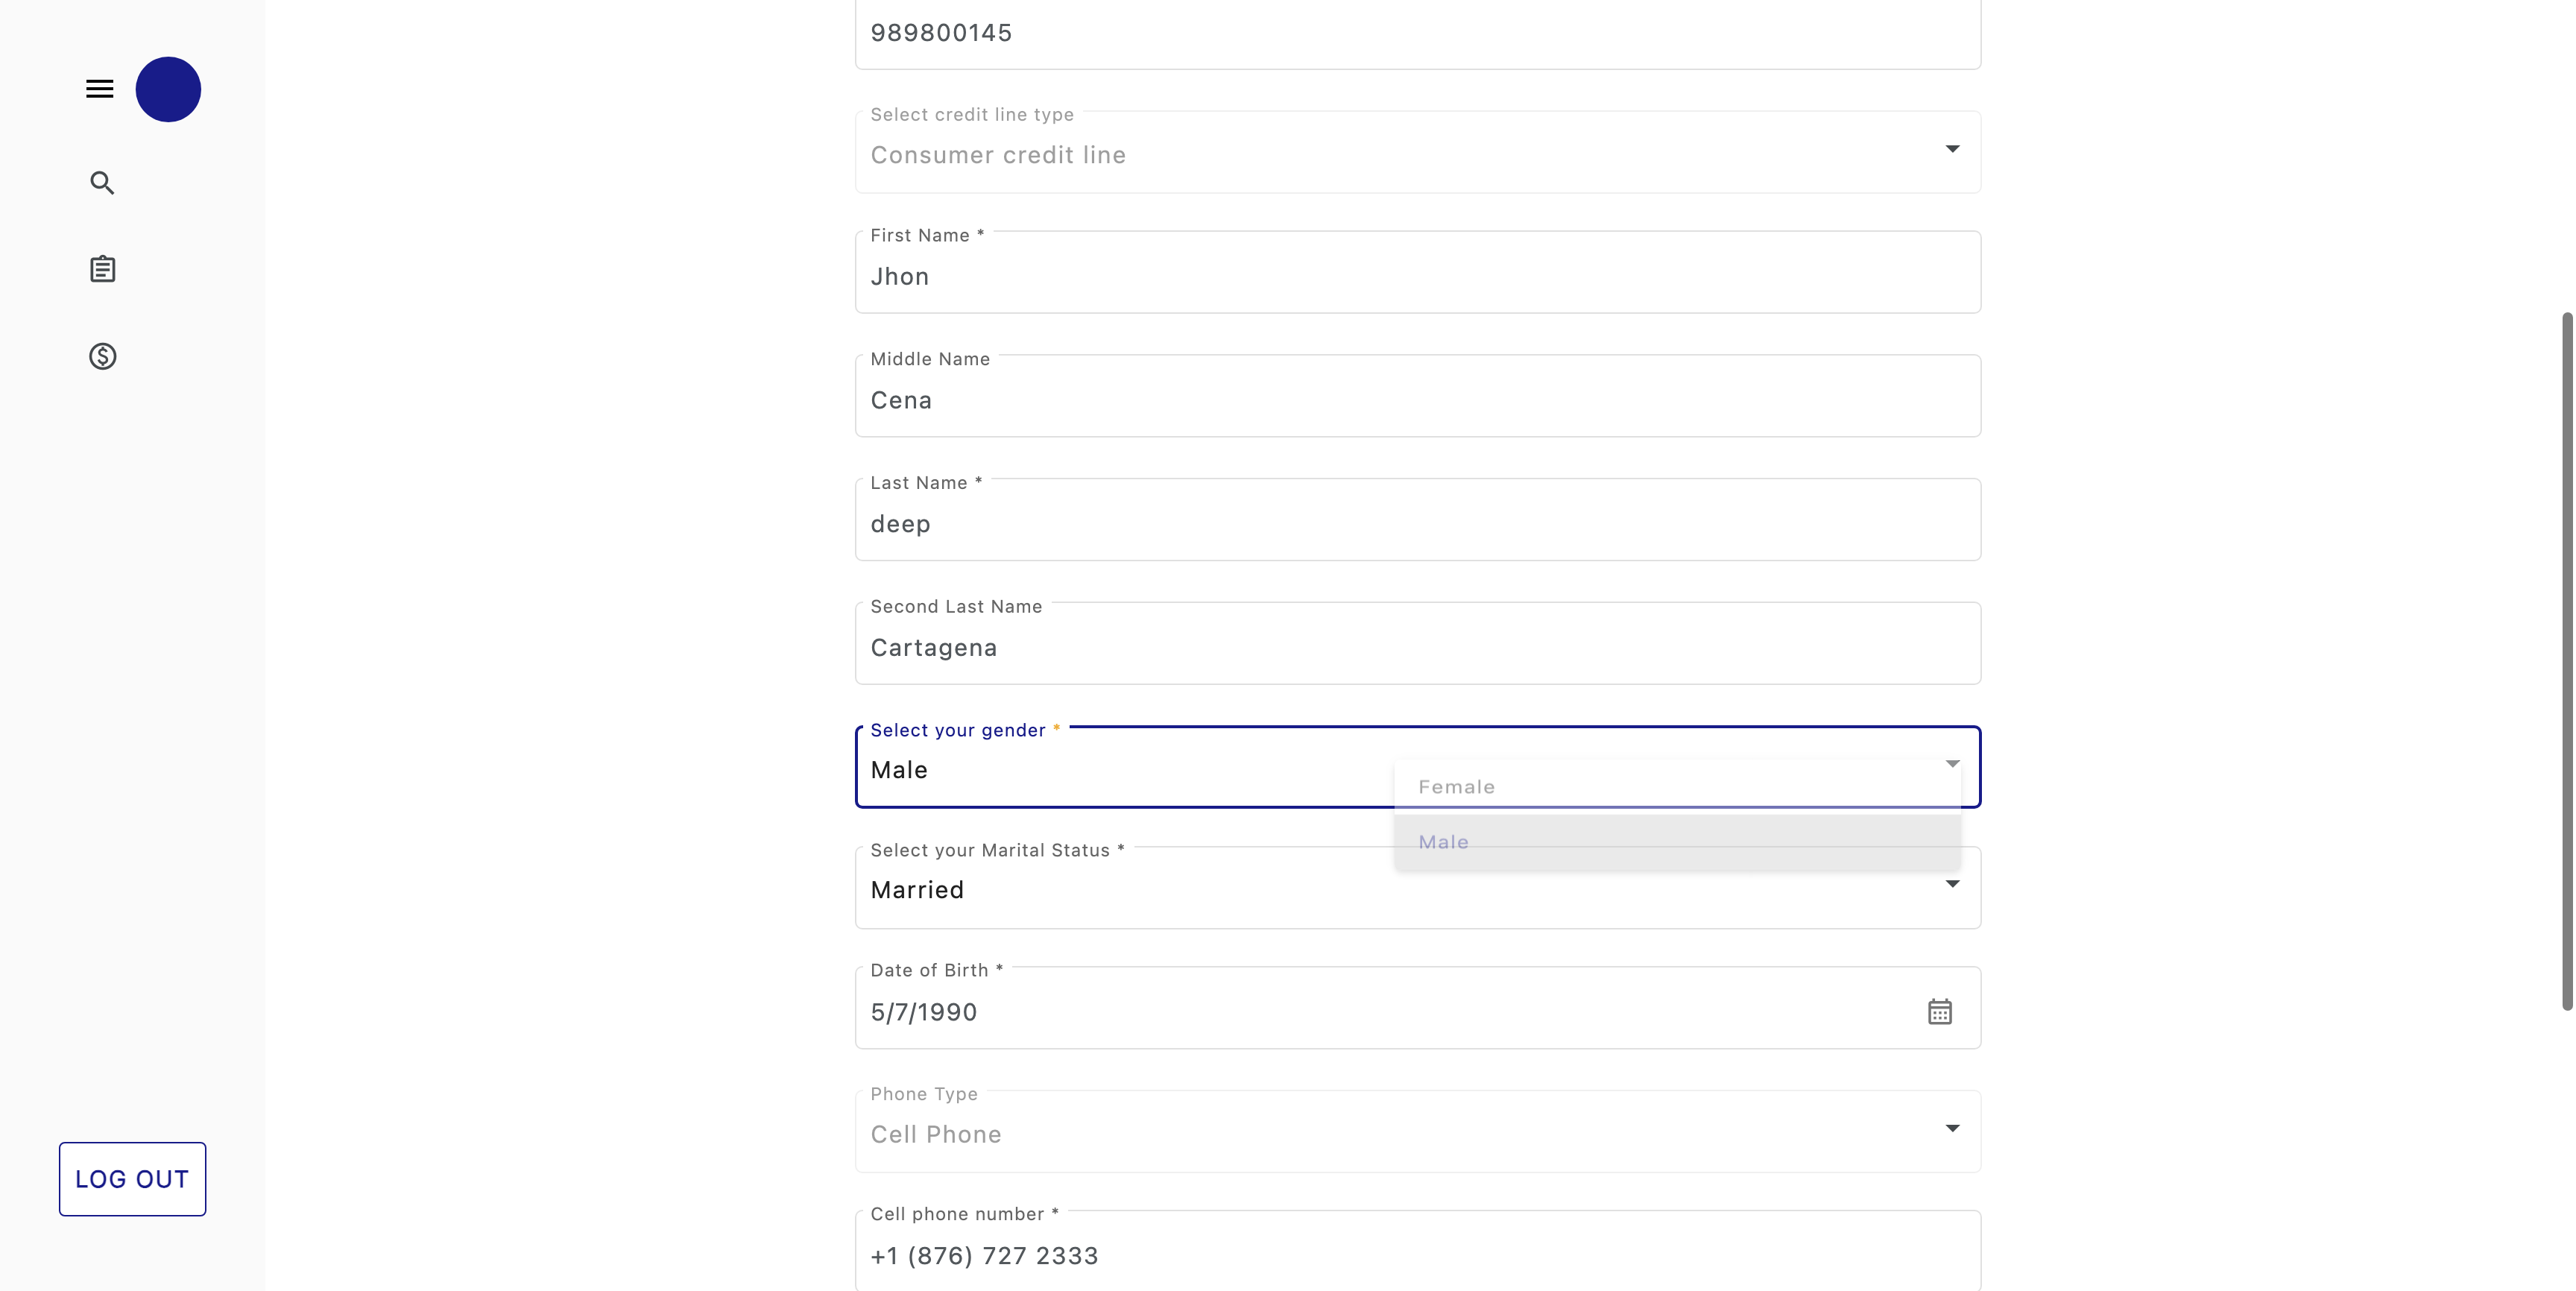 989800145
Select credit line type
Consumer credit line
First Name *
Jhon
Middle Name
Cena
Last Name *
deep
Second Last Name
Cartagena
Select your gender *
Male
Female
Male
Select your Marital Status *
Married
Date of Birth *
5/7/1990
Phone Type
Cell Phone
LOG OUT
Cell phone number *
+1 (876) 727 2333